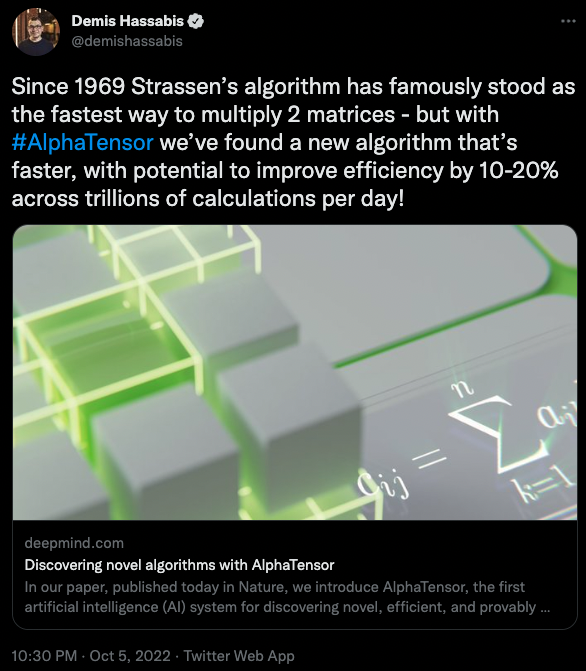 Demis Hassabis
@demishassabis
Since 1969 Strassen’s algorithm has famously stood as
the fastest way to multiply 2 matrices - but with
#AlphaTensor we’ve found a new algorithm that’s
faster, with potential to improve efficiency by 10-20%
across trillions of calculations per day!
n
cij = ∑ ai
k=1
deepmind.com
Discovering novel algorithms with AlphaTensor
In our paper, published today in Nature, we introduce AlphaTensor, the first
artificial intelligence (AI) system for discovering novel, efficient, and provably ...
10:30 PM · Oct 5, 2022 · Twitter Web App